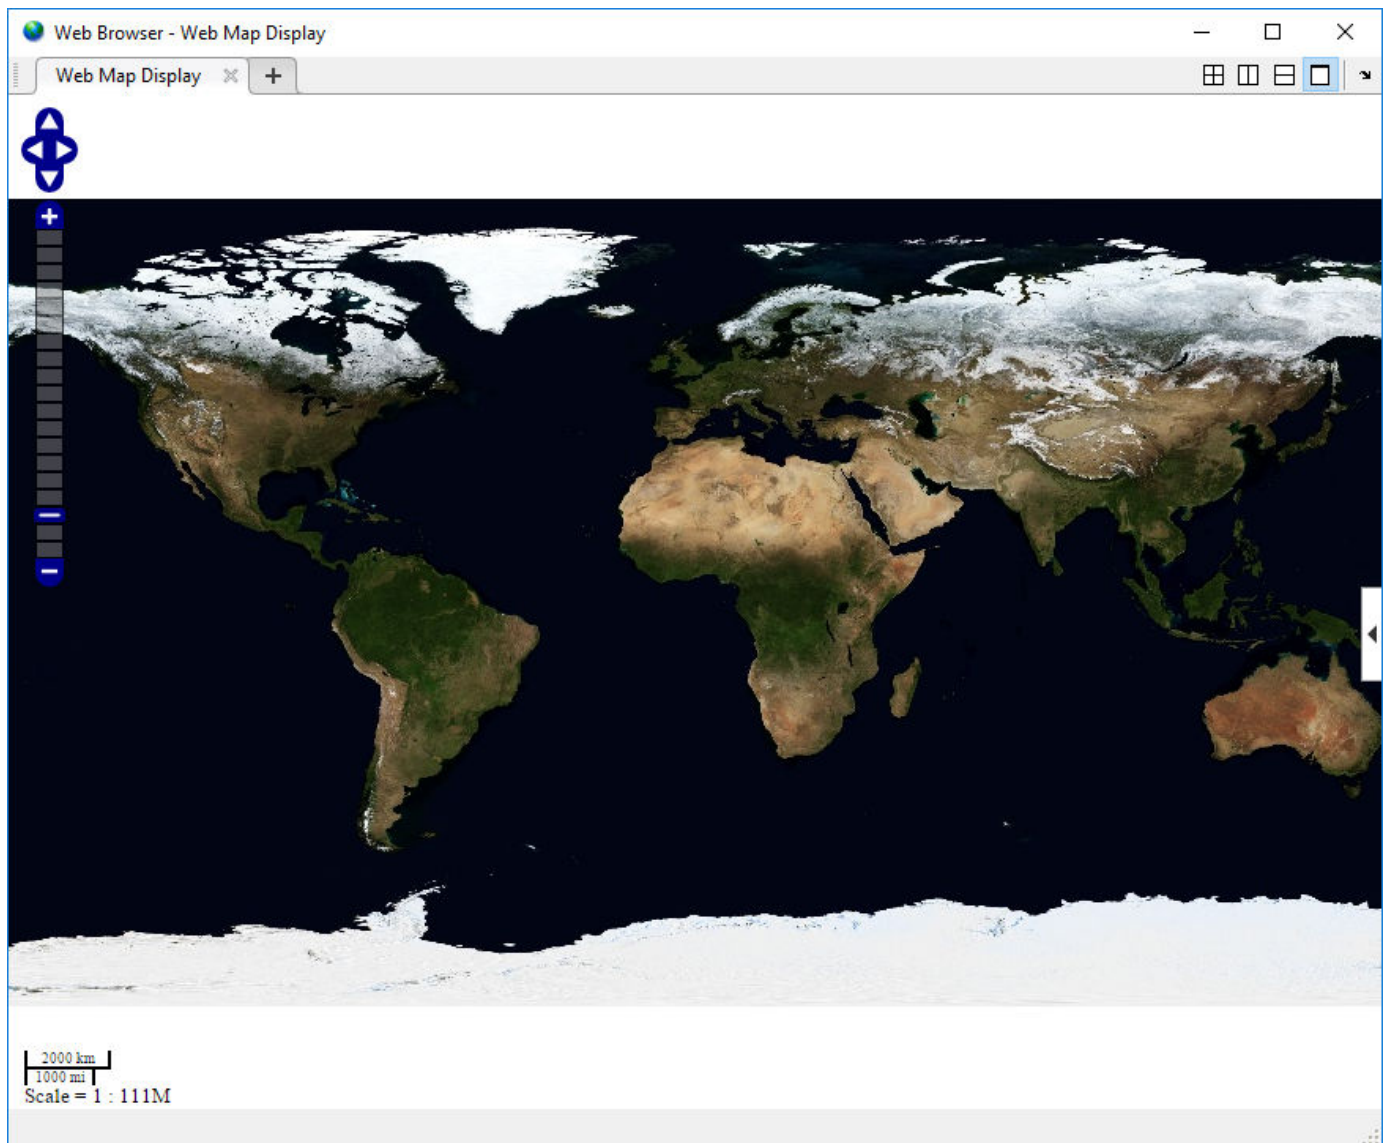 Web Browser - Web Map Display
Web Map Display
2000 km
1000 mi
Scale = 1 : 111M